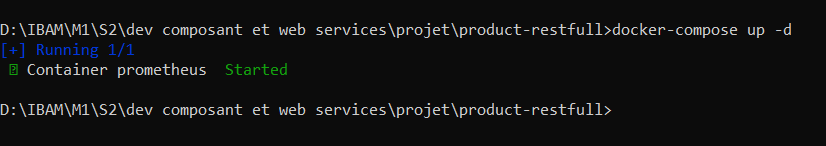 D:\IBAM\M1\S2\dev composant et web services\projet\product-restfull>docker-compose up -d
[+] Running 1/1
Container prometheus  Started
D:\IBAM\M1\S2\dev composant et web services\projet\product-restfull>